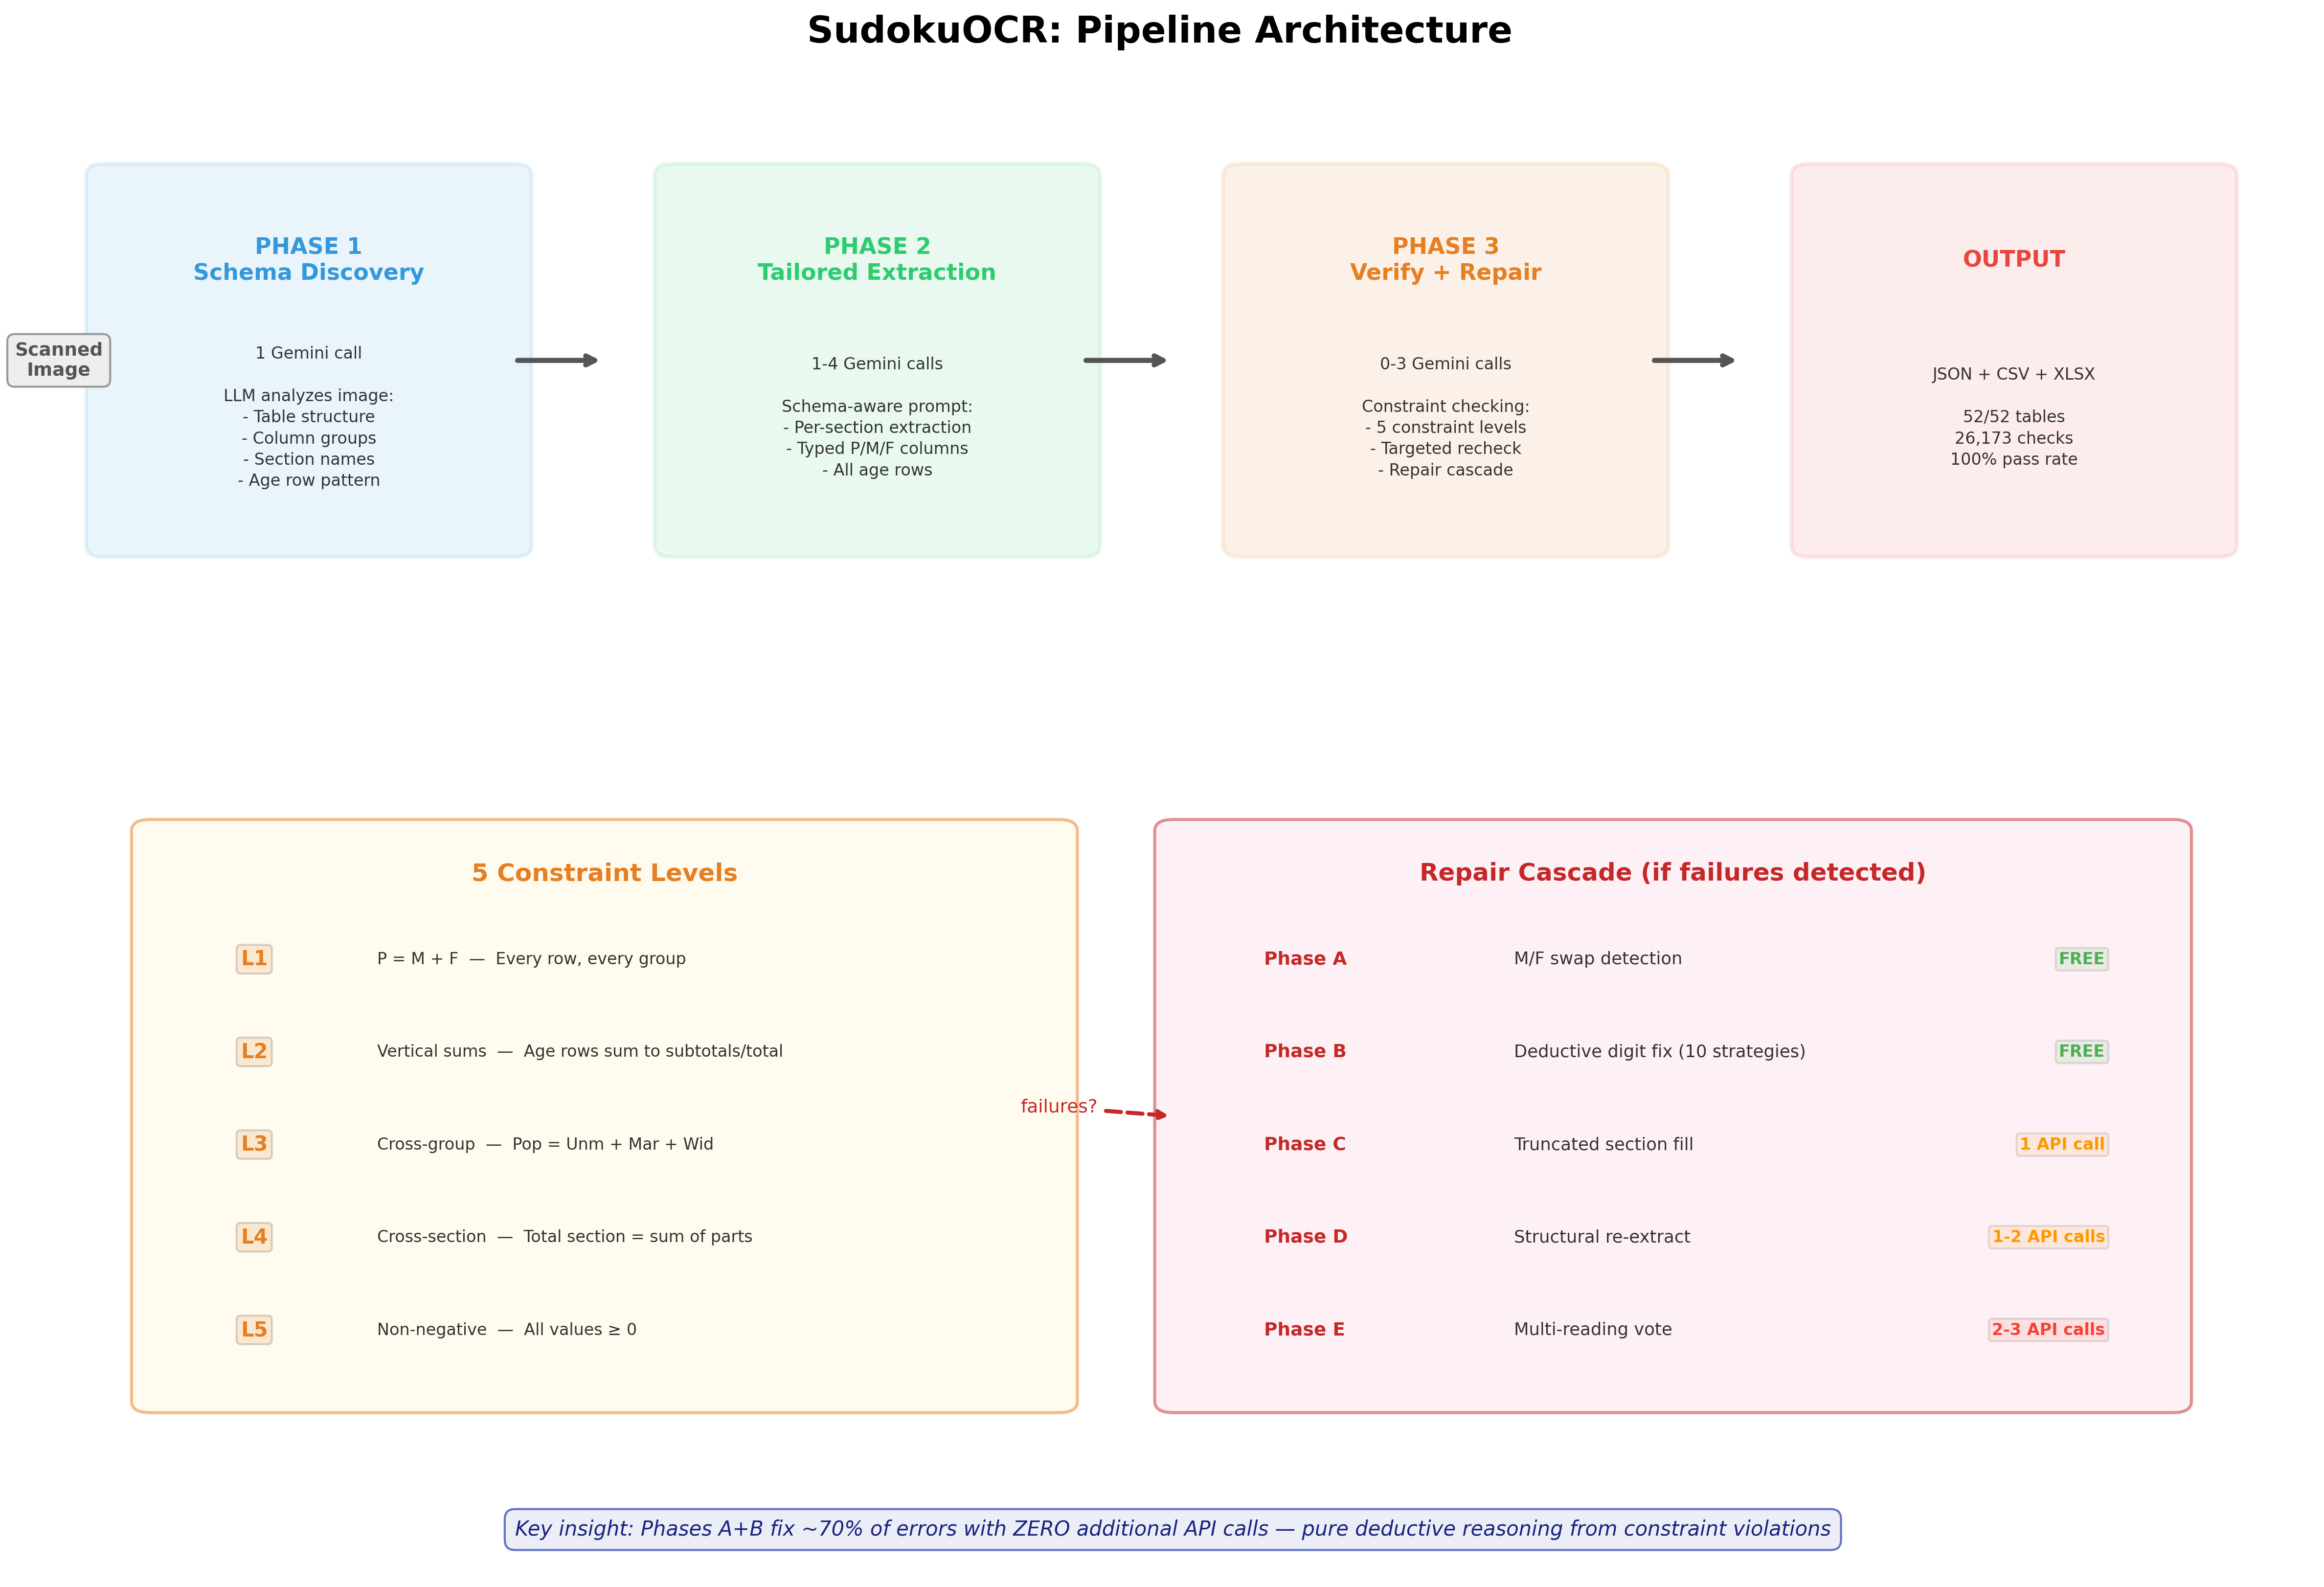 SudokuOCR: Pipeline Architecture
Scanned
Image
PHASE 1
Schema Discovery
1 Gemini call
LLM analyzes image:
- Table structure
- Column groups
- Section names
- Age row pattern
PHASE 2
Tailored Extraction
1-4 Gemini calls
Schema-aware prompt:
- Per-section extraction
- Typed P/M/F columns
- All age rows
PHASE 3
Verify + Repair
0-3 Gemini calls
Constraint checking:
- 5 constraint levels
- Targeted recheck
- Repair cascade
OUTPUT
JSON + CSV + XLSX
52/52 tables
26,173 checks
100% pass rate
5 Constraint Levels
L1 P = M + F — Every row, every group
L2 Vertical sums — Age rows sum to subtotals/total
L3 Cross-group — Pop = Unm + Mar + Wid
L4 Cross-section — Total section = sum of parts
L5 Non-negative — All values ≥ 0
failures?
Repair Cascade (if failures detected)
Phase A M/F swap detection FREE
Phase B Deductive digit fix (10 strategies) FREE
Phase C Truncated section fill 1 API call
Phase D Structural re-extract 1-2 API calls
Phase E Multi-reading vote 2-3 API calls
Key insight: Phases A+B fix ~70% of errors with ZERO additional API calls — pure deductive reasoning from constraint violations